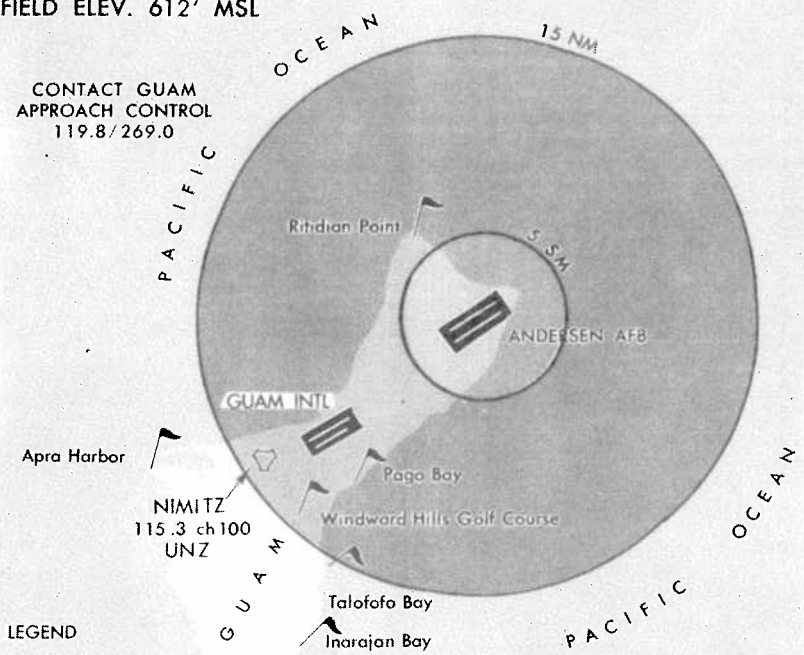 FIELD ELEV. 612' MSL
PACIFIC OCEAN
15 NM
CONTACT GUAM
APPROACH CONTROL
119.8/269.0
Ritidian Point
5 SM
ANDERSEN AFB
GUAM INTL
Apra Harbor
Pago Bay
NIMITZ
115.3 ch100
UNZ
Windward Hills Golf Course
GUAM
Talofofo Bay
Inarajan Bay
PACIFIC OCEAN
LEGEND